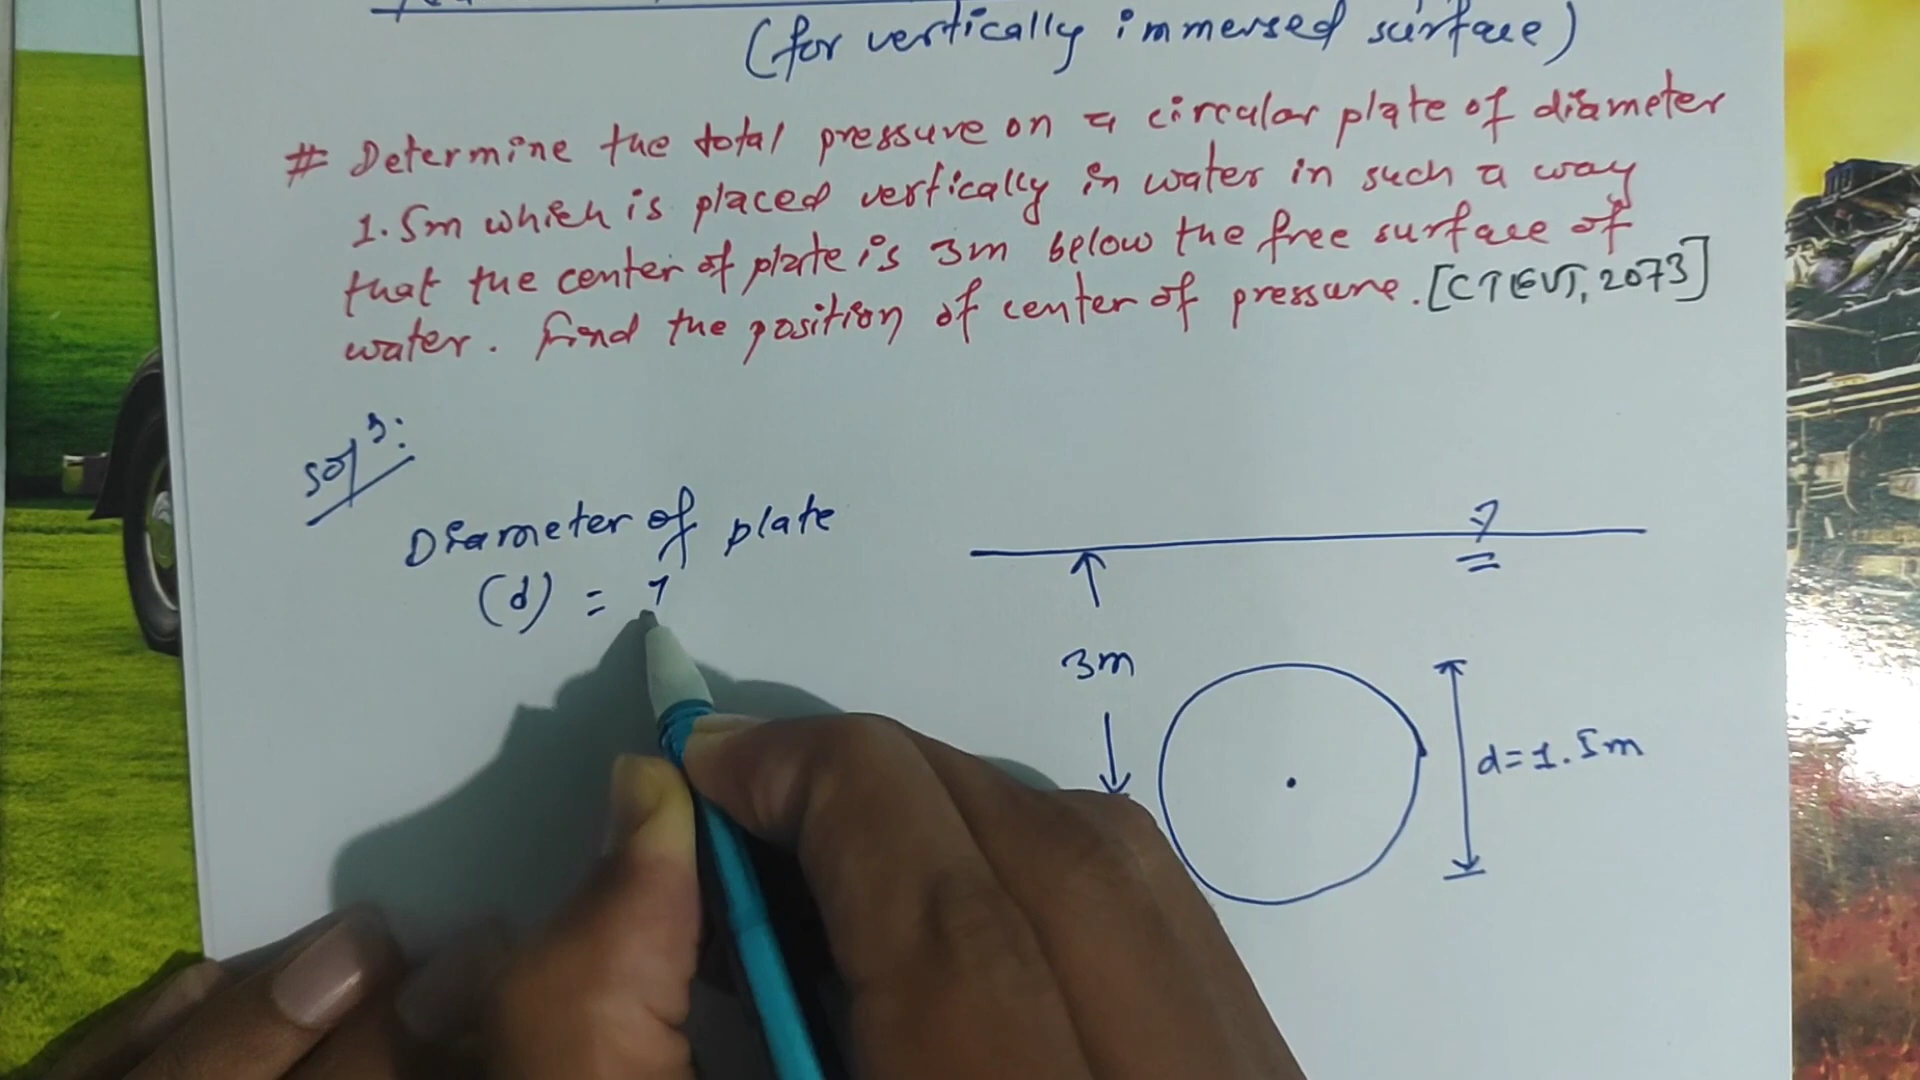 (for vertically immersed surface)
# Determine the total pressure on a circular plate of diameter
1.5m which is placed vertically in water in such a way
that the center of plate is 3m below the free surface of
water. Find the position of center of pressure. [CTEVT, 2073]
Solⁿ:
Diameter of plate
(d) = 1
3m
d=1.5m